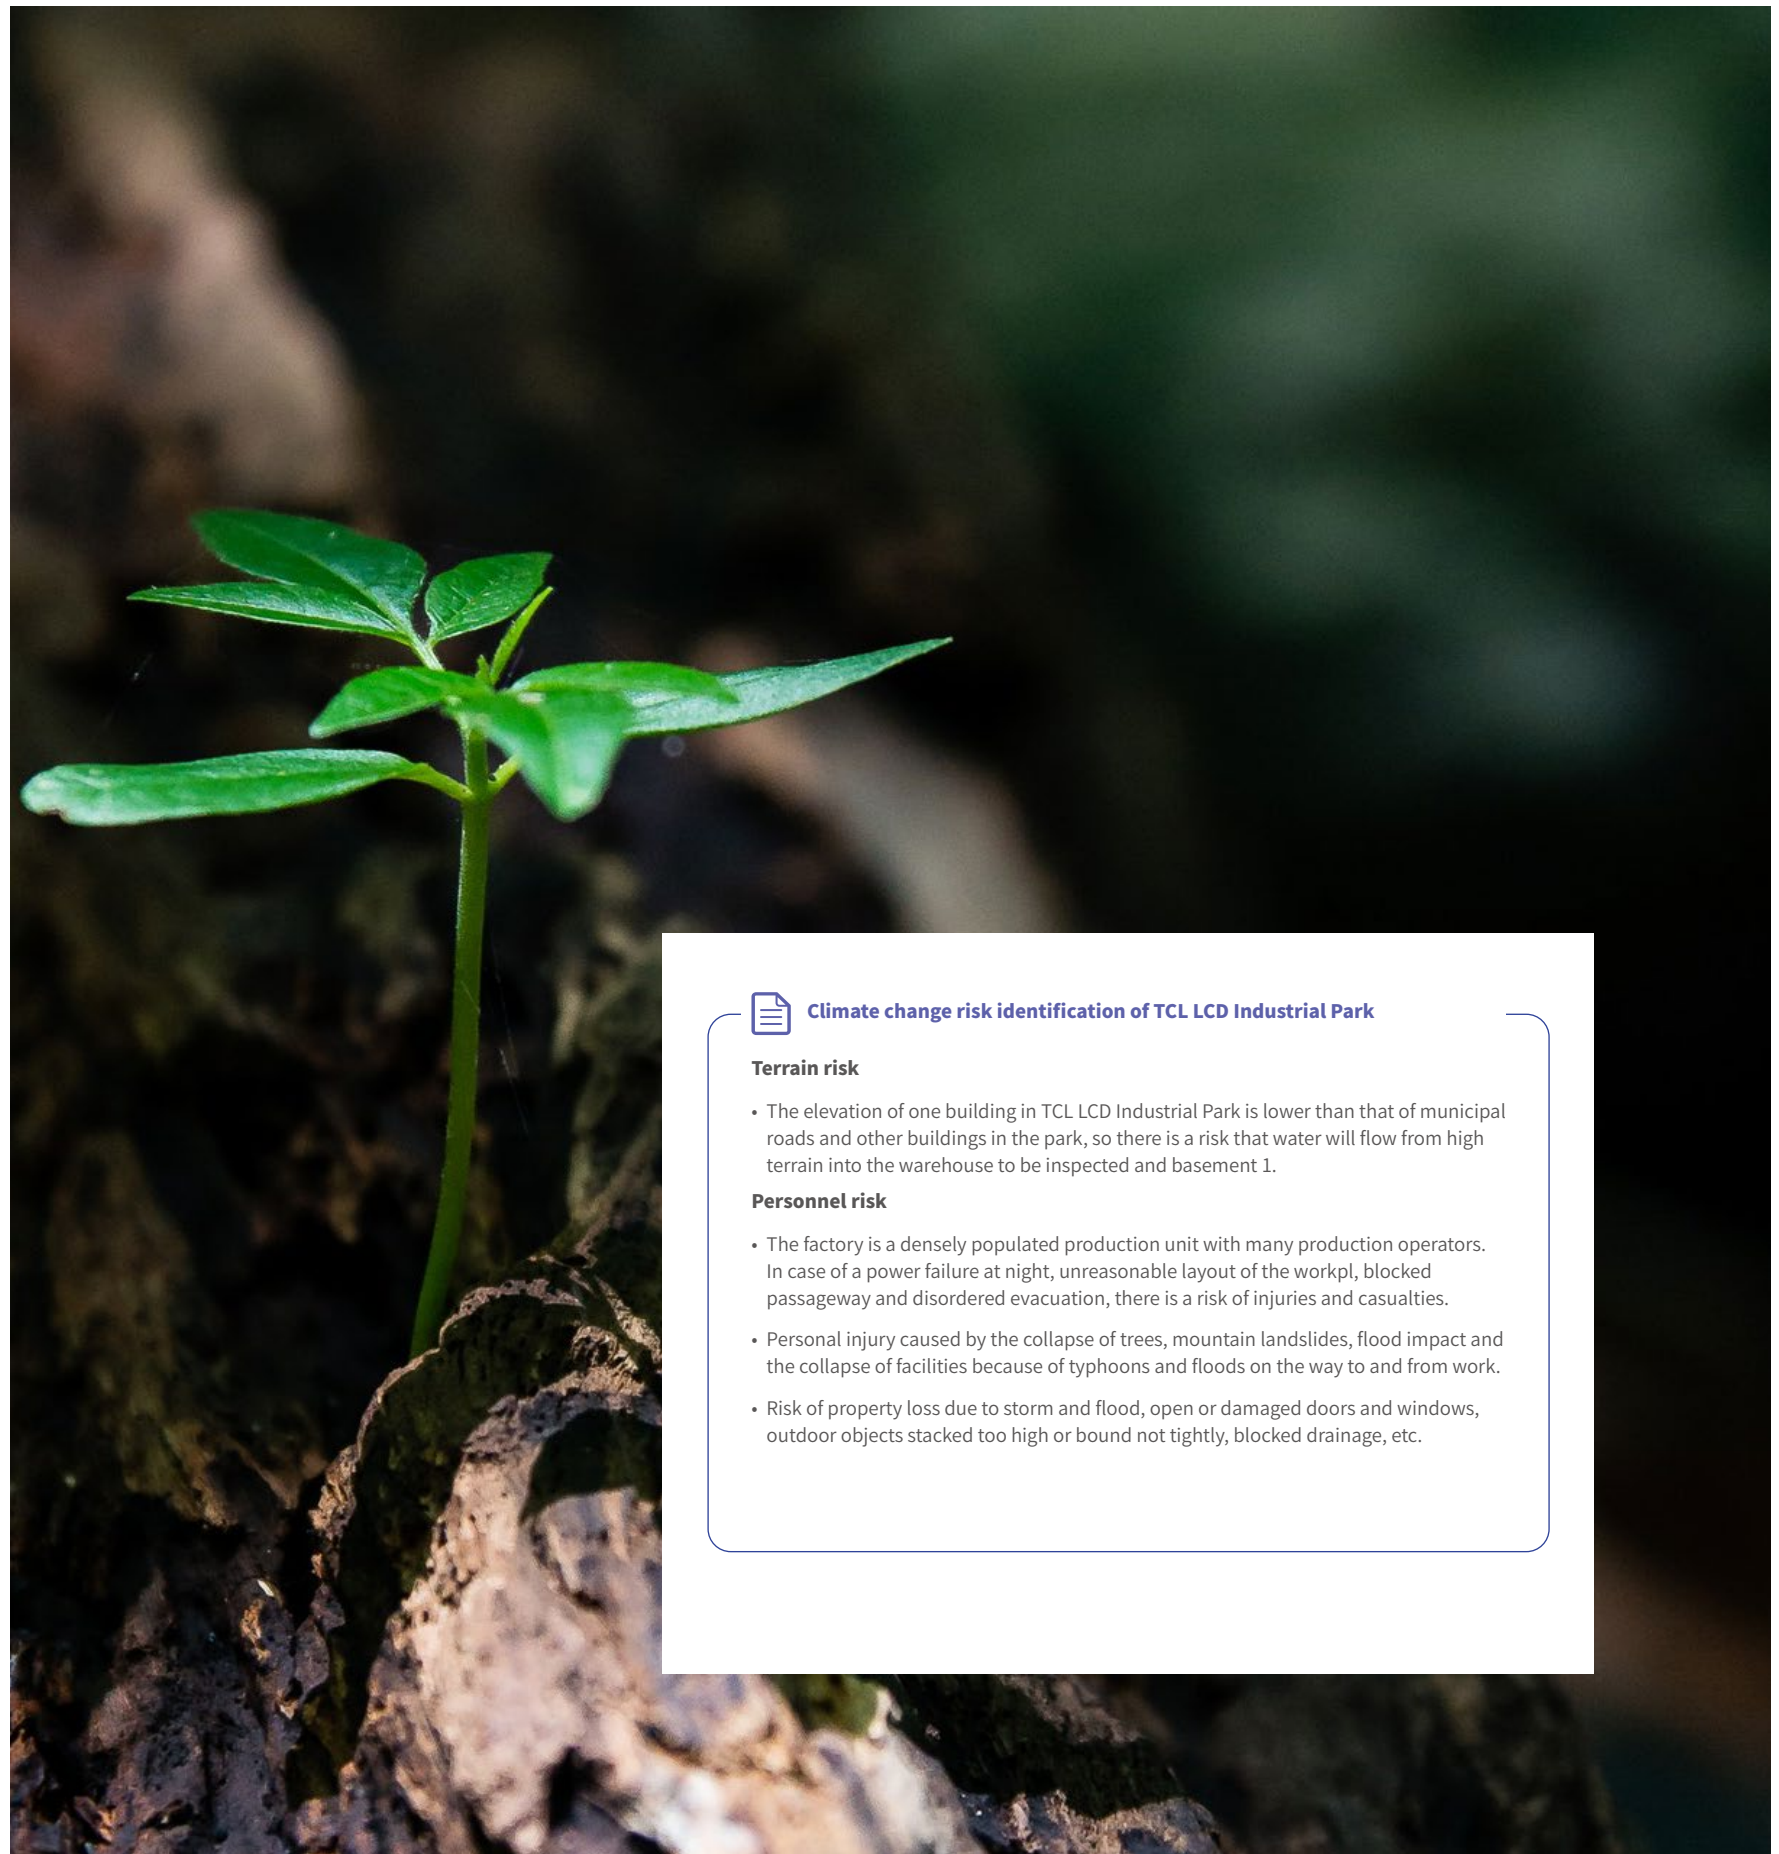 Climate change risk identification of TCL LCD Industrial Park
Terrain risk
• The elevation of one building in TCL LCD Industrial Park is lower than that of municipal
roads and other buildings in the park, so there is a risk that water will flow from high
terrain into the warehouse to be inspected and basement 1.
Personnel risk
• The factory is a densely populated production unit with many production operators.
In case of a power failure at night, unreasonable layout of the workpl, blocked
passageway and disordered evacuation, there is a risk of injuries and casualties.
• Personal injury caused by the collapse of trees, mountain landslides, flood impact and
the collapse of facilities because of typhoons and floods on the way to and from work.
• Risk of property loss due to storm and flood, open or damaged doors and windows,
outdoor objects stacked too high or bound not tightly, blocked drainage, etc.